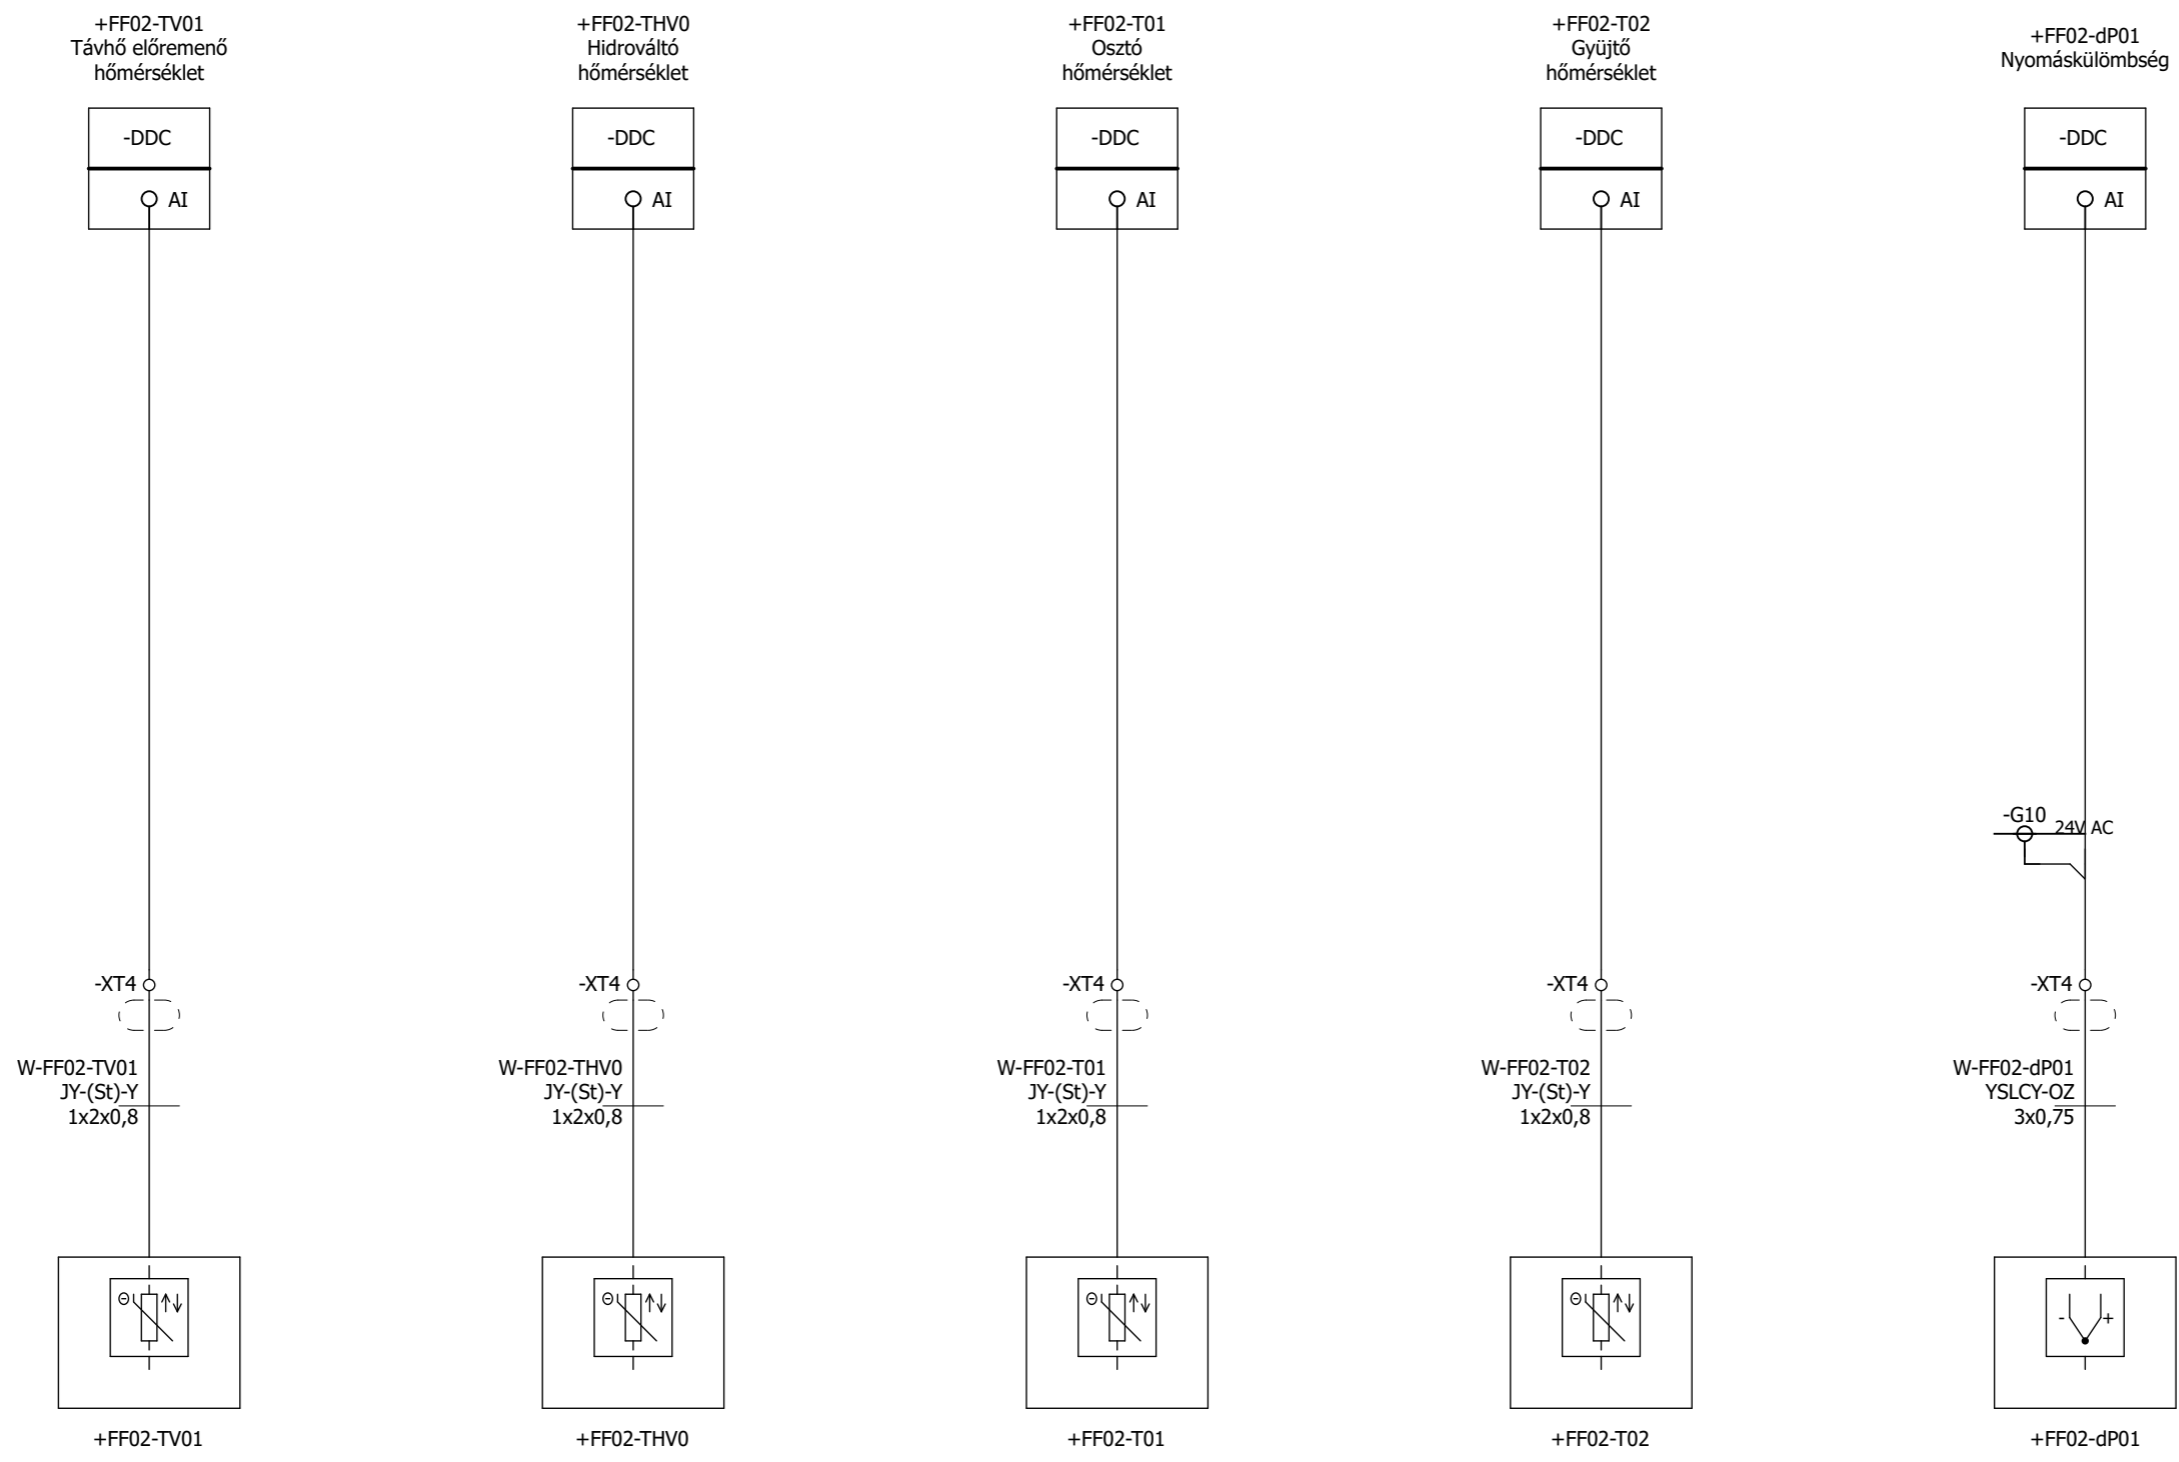 +FF02-TV01
Távhő előremenő
hőmérséklet
-DDC
AI
-XT4
W-FF02-TV01
JY-(St)-Y
1x2x0,8
Θ
+FF02-TV01
+FF02-THV0
Hidrováltó
hőmérséklet
-DDC
AI
-XT4
W-FF02-THV0
JY-(St)-Y
1x2x0,8
Θ
+FF02-THV0
+FF02-T01
Osztó
hőmérséklet
-DDC
AI
-XT4
W-FF02-T01
JY-(St)-Y
1x2x0,8
Θ
+FF02-T01
+FF02-T02
Gyüjtő
hőmérséklet
-DDC
AI
-XT4
W-FF02-T02
JY-(St)-Y
1x2x0,8
Θ
+FF02-T02
+FF02-dP01
Nyomáskülömbség
-DDC
AI
-G10
24V AC
-XT4
W-FF02-dP01
YSLCY-OZ
3x0,75
- +
+FF02-dP01